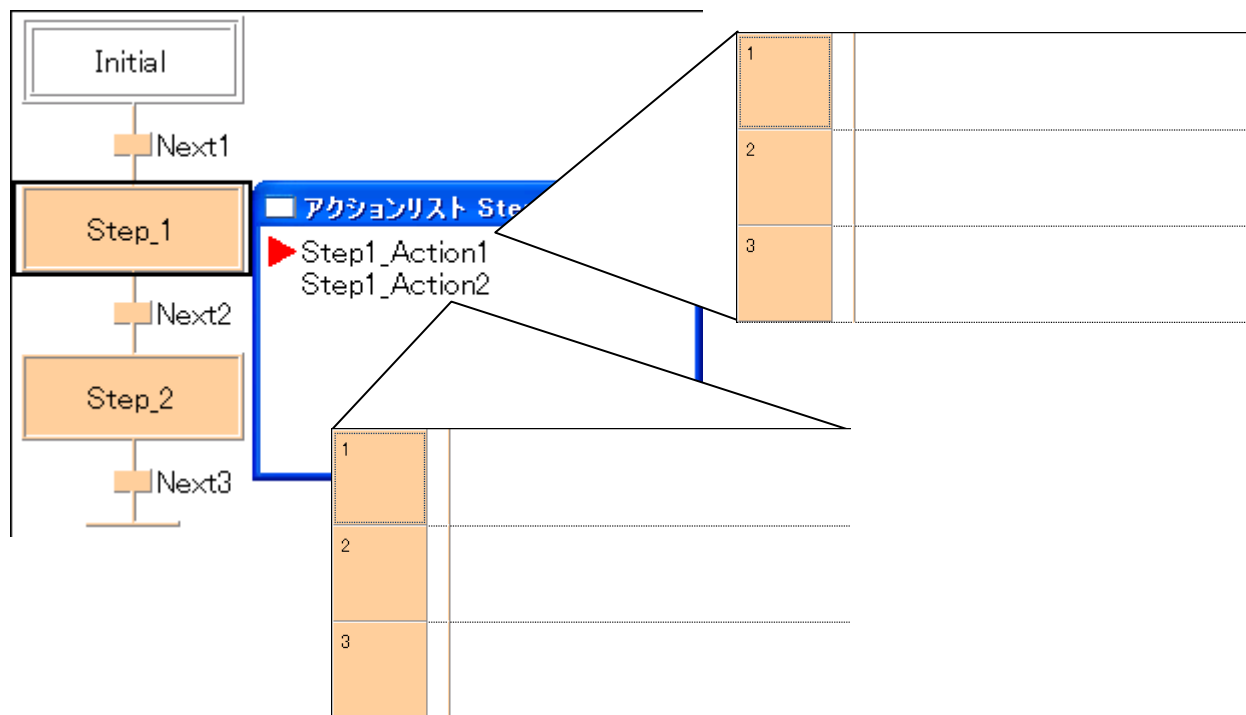 Initial
Next1
Step_1
Next2
Step_2
Next3
アクションリスト Ste
Step1_Action1
Step1_Action2
1
2
3
1
2
3